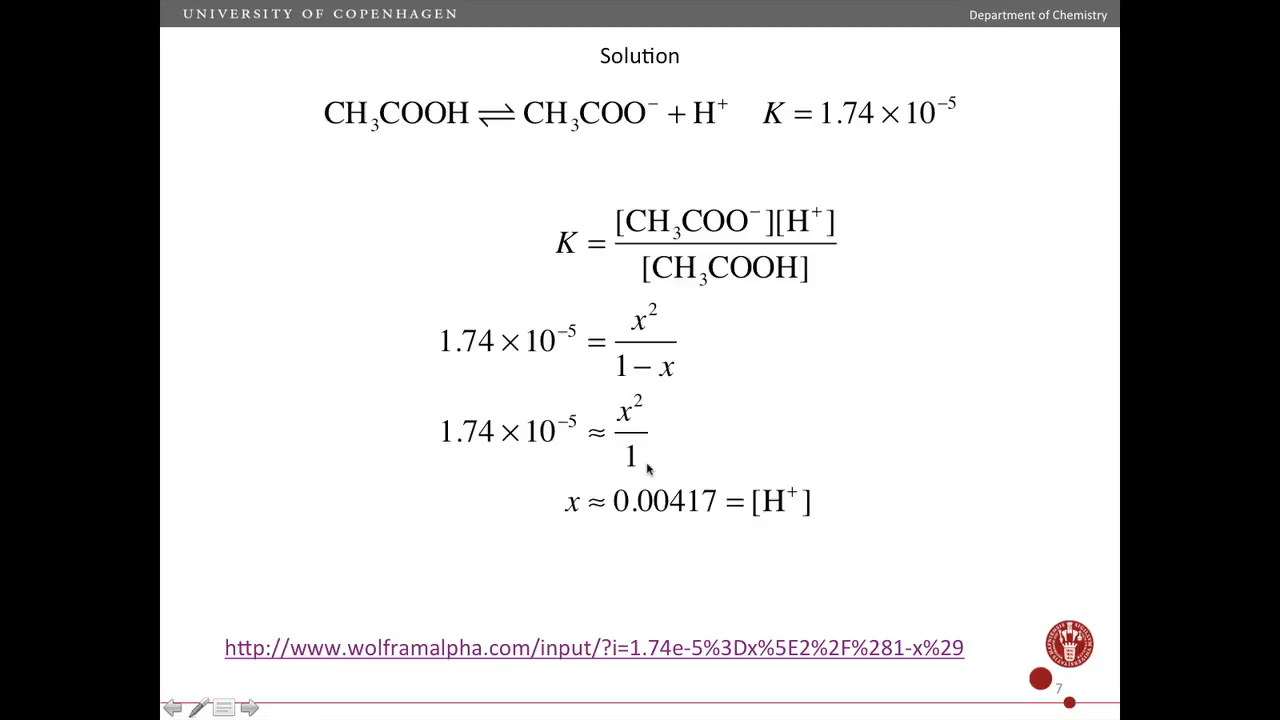 UNIVERSITY OF COPENHAGEN
Department of Chemistry
Solution
CH₃COOH ⇌ CH₃COO⁻ + H⁺ K = 1.74 × 10⁻⁵
K = [CH₃COO⁻][H⁺] / [CH₃COOH]
1.74 × 10⁻⁵ = x² / 1 − x
1.74 × 10⁻⁵ ≈ x² / 1
x ≈ 0.00417 = [H⁺]
http://www.wolframalpha.com/input/?i=1.74e-5%3Dx%5E2%2F%281-x%29
7